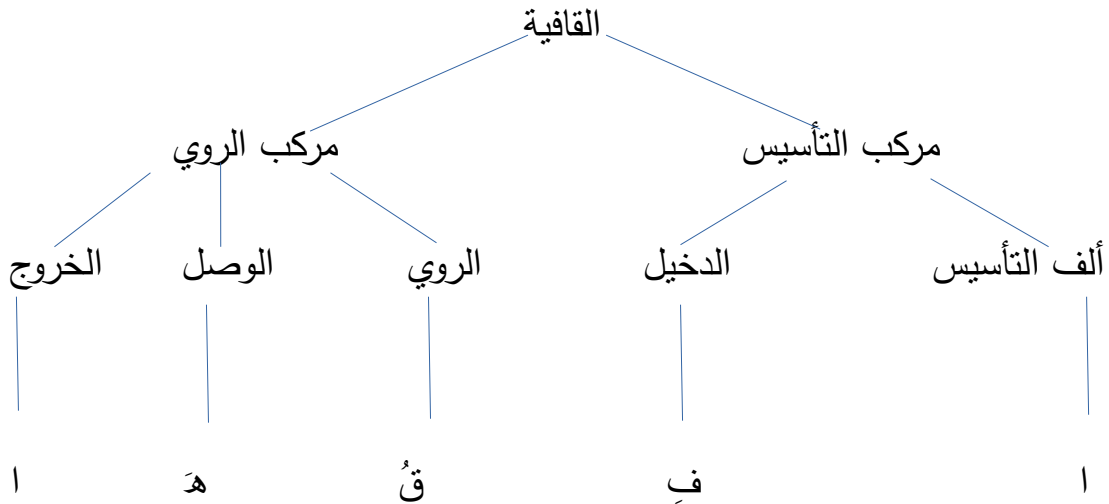 القافية
مركب التأسيس مركب الروي
ألف التأسيس الدخيل الروي الوصل الخروج
ا فِ قُ هَ ا